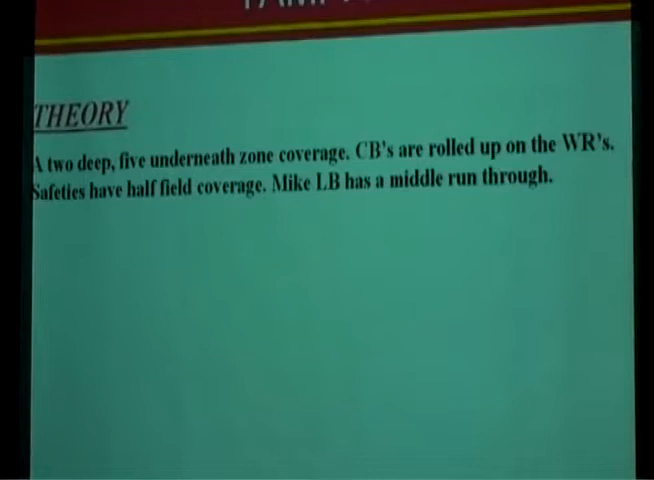 THEORY
A two deep, five underneath zone coverage. CB's are rolled up on the WR's.
Safeties have half field coverage. Mike LB has a middle run through.